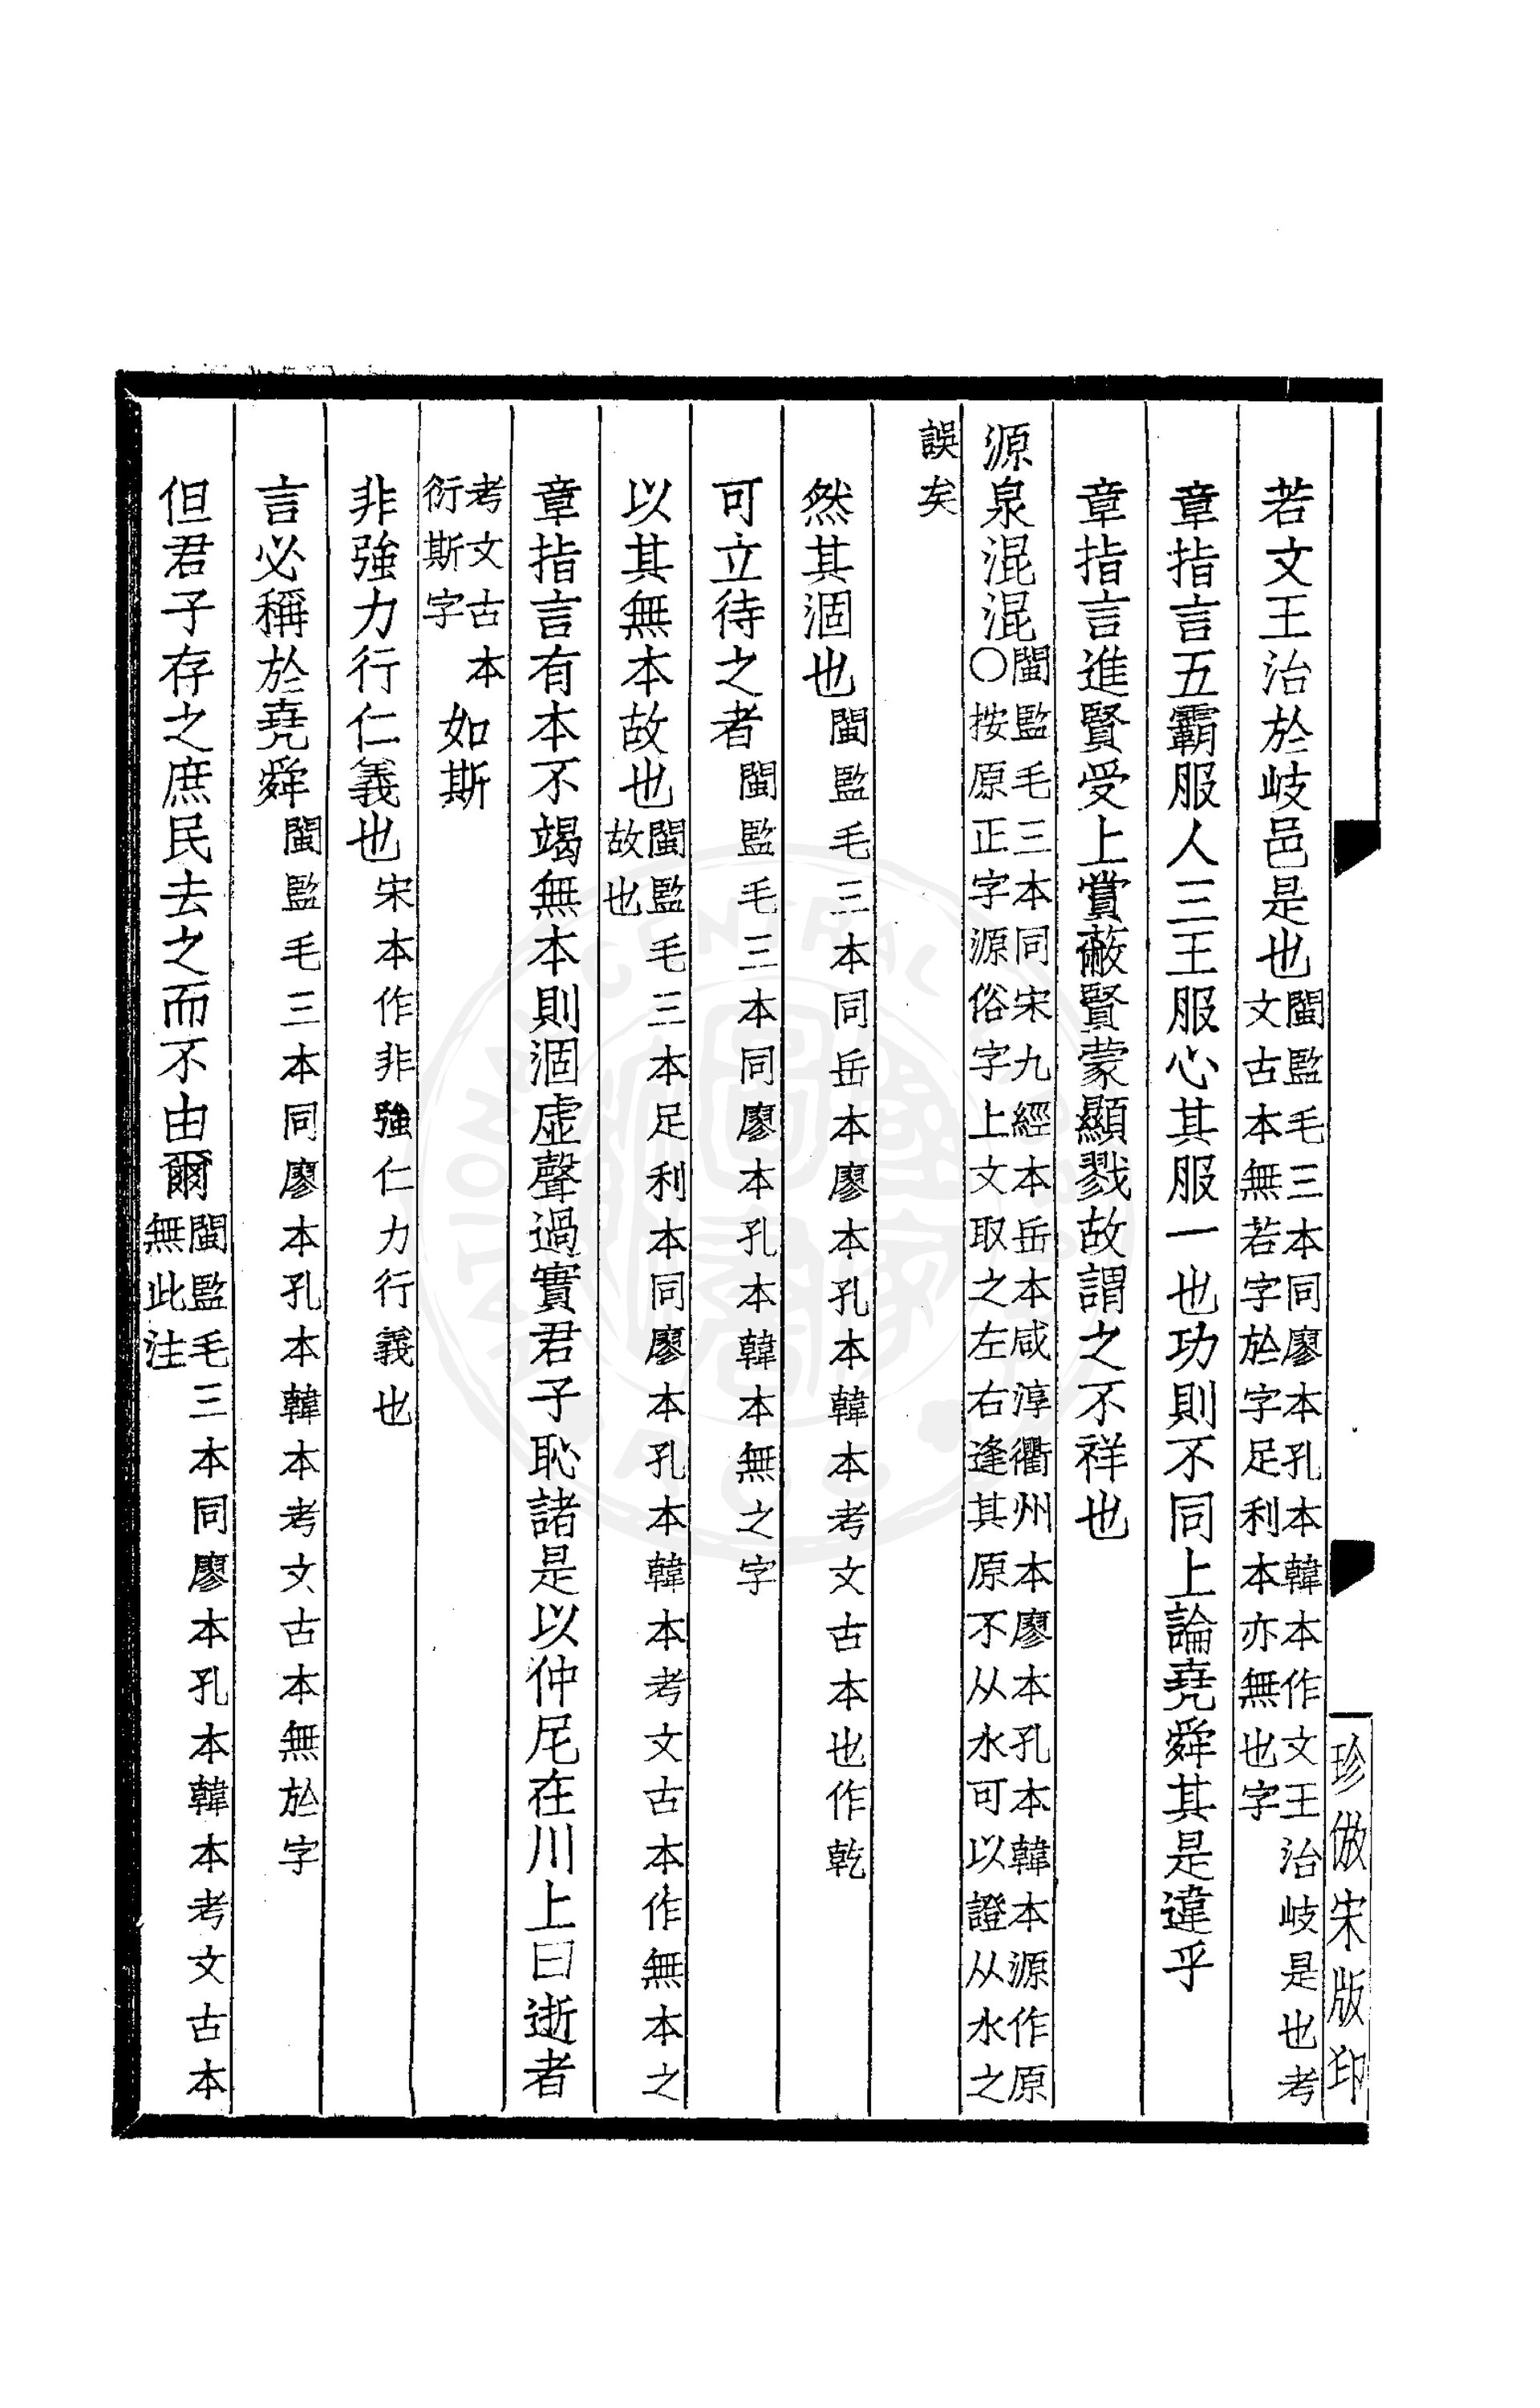 珍倣宋版印
若文王治於岐邑是也閩監毛三本同廖本孔本韓本作文王治岐是也考文古本無若字於字足利本亦無也字
章指言五霸服人三王服心其服一也功則不同上論堯舜其是違乎
章指言進賢受上賞蔽賢蒙顯戮故謂之不祥也
源泉混混閩監毛三本同宋九經本岳本咸淳衢州本廖本孔本韓本源作原〇按原正字源俗字上文取之左右逢其原不从水可以證从水之
誤矣
然其涸也閩監毛三本同岳本廖本孔本韓本考文古本也作乾
可立待之者閩監毛三本同廖本孔本韓本無之字
以其無本故也閩監毛三本足利本同廖本孔本韓本考文古本作無本之故也
章指言有本不竭無本則涸虛聲過實君子恥諸是以仲尼在川上曰逝者
考文古本衍斯字如斯
非強力行仁義也宋本作非強仁力行義也
言必稱於堯舜閩監毛三本同廖本孔本韓本考文古本無於字
但君子存之庶民去之而不由爾閩監毛三本同廖本孔本韓本考文古本無此注
NATIONAL CENTRAL LIBRARY